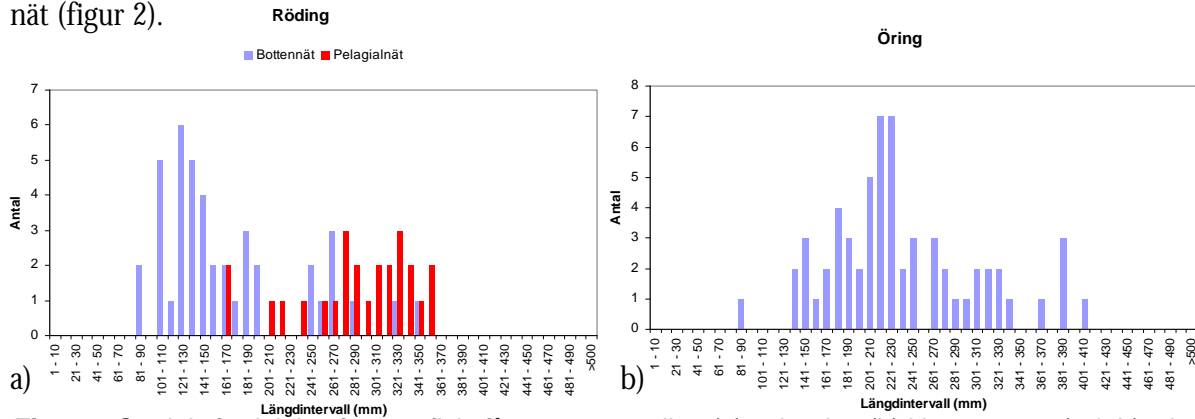 nät (figur 2).
Röding
Bottennät Pelagialnät
Antal
7
6
5
4
3
2
1
0
1 - 10
21 - 30
41 - 50
61 - 70
81 - 90
101 - 110
121 - 130
141 - 150
161 - 170
181 - 190
201 - 210
221 - 230
241 - 250
261 - 270
281 - 290
301 - 310
321 - 330
341 - 350
361 - 370
381 - 390
401 - 410
421 - 430
441 - 450
461 - 470
481 - 490
>500
Längdintervall (mm)
a)
Öring
Antal
8
7
6
5
4
3
2
1
0
1 - 10
21 - 30
41 - 50
61 - 70
81 - 90
101 - 110
121 - 130
141 - 150
161 - 170
181 - 190
201 - 210
221 - 230
241 - 250
261 - 270
281 - 290
301 - 310
321 - 330
341 - 350
361 - 370
381 - 390
401 - 410
421 - 430
441 - 450
461 - 470
481 - 490
>500
Längdintervall (mm)
b)